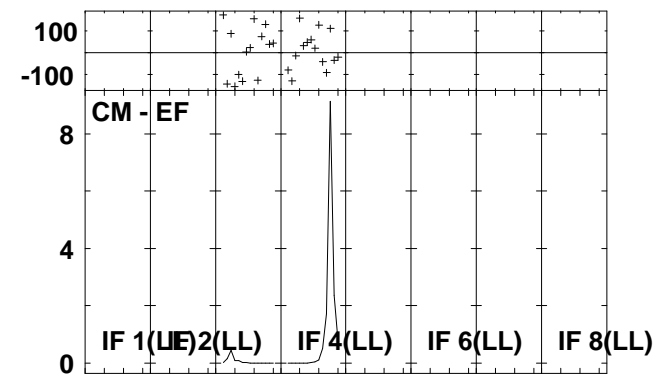 100
-100
CM - EF
8
4
0
IF 1(LL) IF 2(LL) IF 4(LL) IF 6(LL) IF 8(LL)